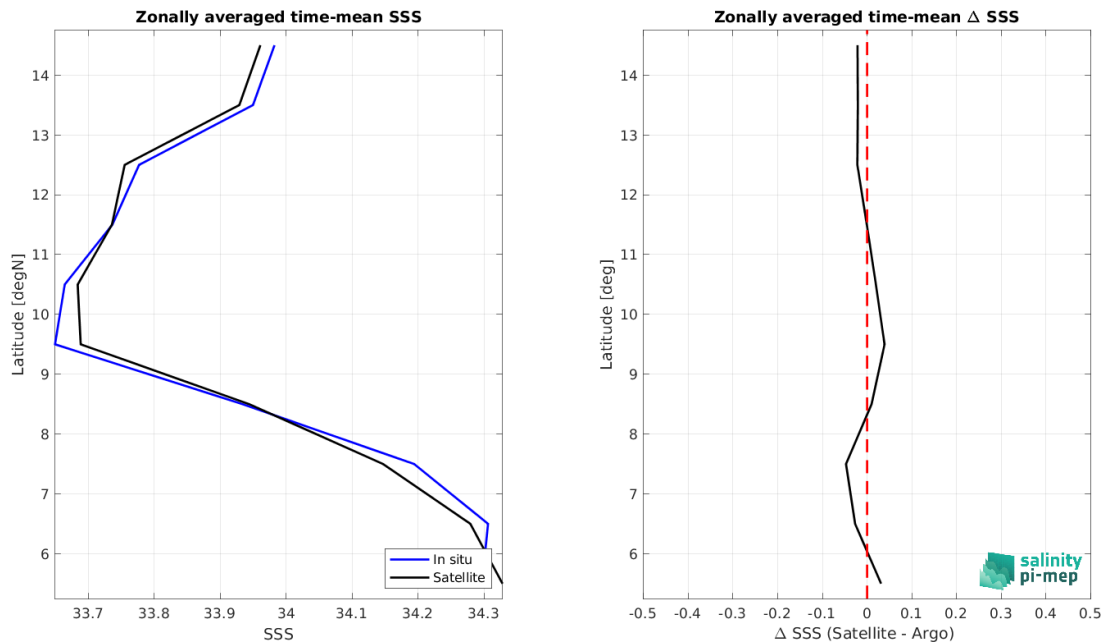 Zonally averaged time-mean SSS
14
13
12
11
10
9
8
7
6
Latitude [degN]
33.7 33.8 33.9 34 34.1 34.2 34.3
SSS
In situ
Satellite
Zonally averaged time-mean Δ SSS
14
13
12
11
10
9
8
7
6
Latitude [deg]
-0.5 -0.4 -0.3 -0.2 -0.1 0 0.1 0.2 0.3 0.4 0.5
Δ SSS (Satellite - Argo)
salinity
pi-mep